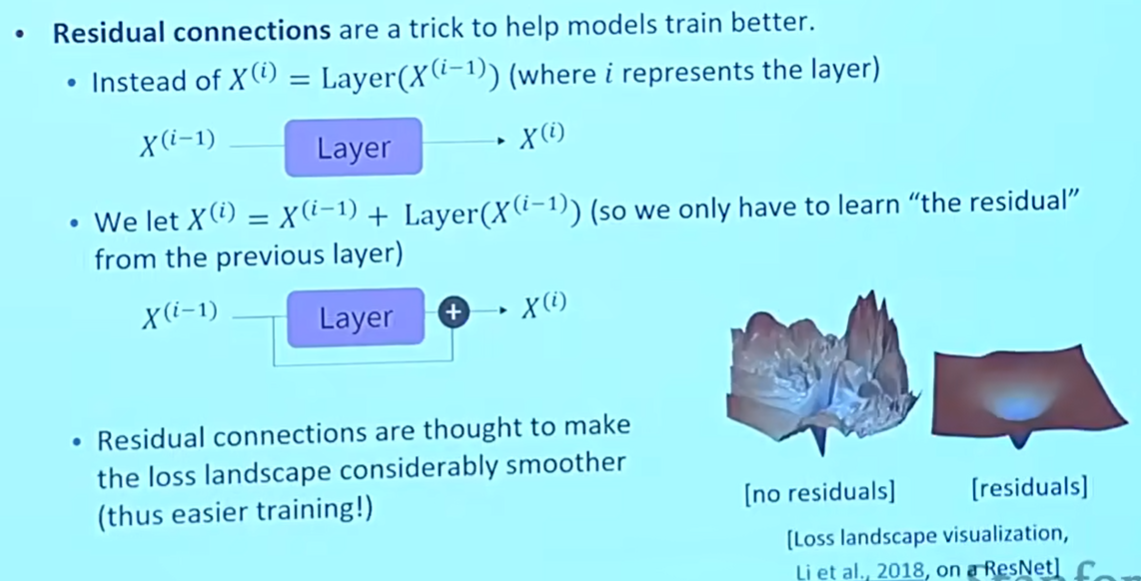 • Residual connections are a trick to help models train better.
• Instead of X^(i) = Layer(X^(i−1)) (where i represents the layer)
X^(i−1) Layer X^(i)
• We let X^(i) = X^(i−1) + Layer(X^(i−1)) (so we only have to learn “the residual”
from the previous layer)
X^(i−1) Layer + X^(i)
• Residual connections are thought to make
the loss landscape considerably smoother
(thus easier training!)
[no residuals] [residuals]
[Loss landscape visualization,
Li et al., 2018, on a ResNet]